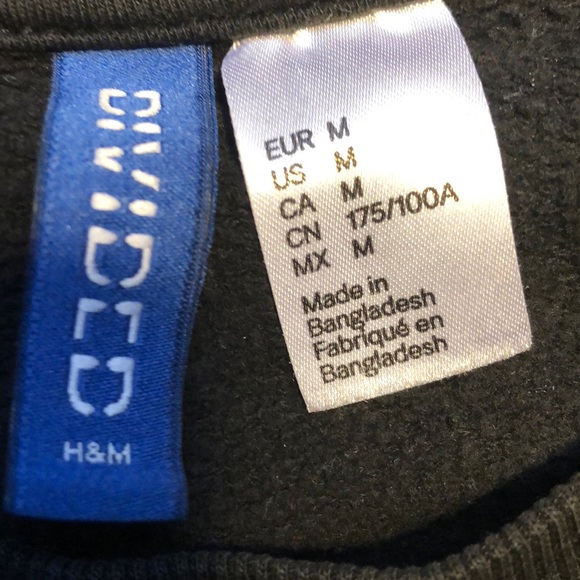 DIVIDED
H&M
EUR M
US M
CA M
CN 175/100A
MX M
Made in
Bangladesh
Fabriqué en
Bangladesh